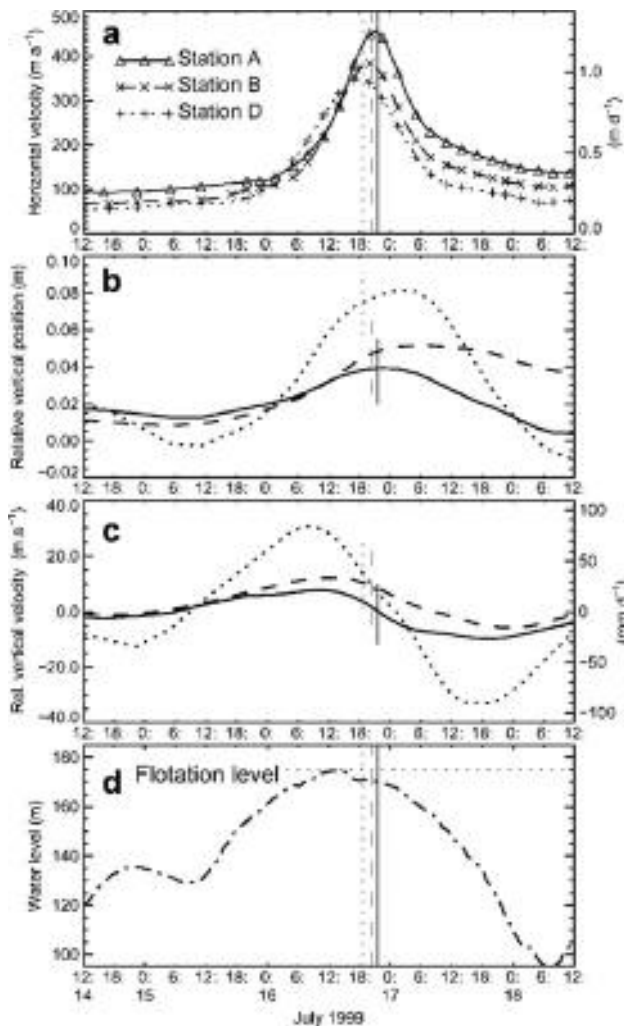 a
Station A
Station B
Station D
Horizontal velocity (m a⁻¹)
500
400
300
200
100
0
1.0
0.5
0.0
(m d⁻¹)
12: 18: 0: 6: 12: 18: 0: 6: 12: 18: 0: 6: 12: 18: 0: 6: 12:
b
Relative vertical position (m)
0.10
0.08
0.06
0.04
0.02
0.00
−0.02
12: 18: 0: 6: 12: 18: 0: 6: 12: 18: 0: 6: 12: 18: 0: 6: 12:
c
Rel. vertical velocity (m a⁻¹)
40.0
20.0
0.0
−20.0
−40.0
100
50
0
−50
−100
(mm d⁻¹)
12: 18: 0: 6: 12: 18: 0: 6: 12: 18: 0: 6: 12: 18: 0: 6: 12:
d
Flotation level
Water level (m)
180
160
140
120
100
12: 18: 0: 6: 12: 18: 0: 6: 12: 18: 0: 6: 12: 18: 0: 6: 12:
14 15 16 17 18
July 1999